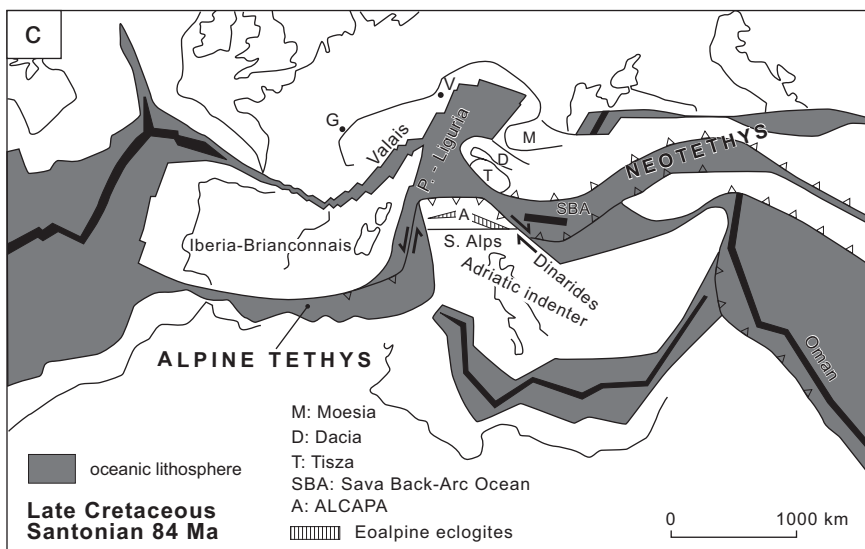 C
V
G
Valais
P. - Liguria
M
D
T
NEOTETHYS
A
SBA
Iberia-Brianconnais
S. Alps
Dinarides
Adriatic indenter
Oman
ALPINE TETHYS
M: Moesia
D: Dacia
T: Tisza
SBA: Sava Back-Arc Ocean
A: ALCAPA
Eoalpine eclogites
oceanic lithosphere
Late Cretaceous
Santonian 84 Ma
0 1000 km